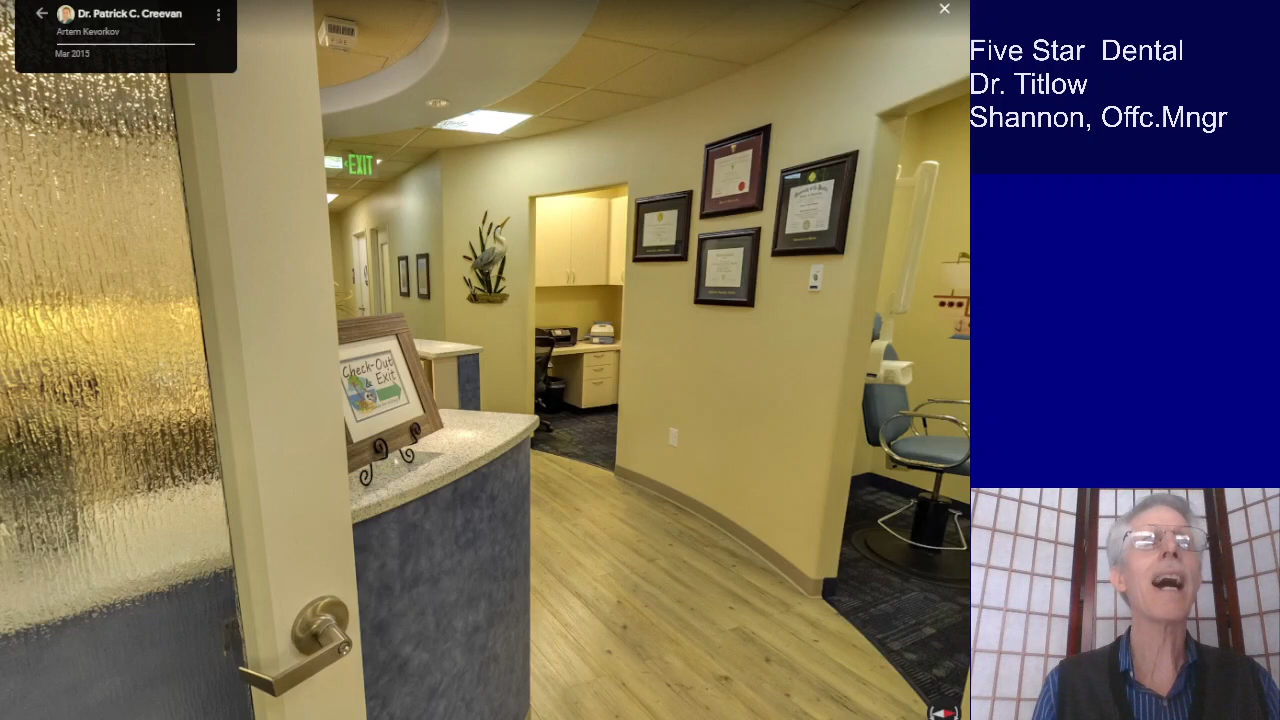 Dr. Patrick C. Creevan
Artem Kevorkov
Mar 2015
EXIT
Check-Out
& Exit
Five Star  Dental
Dr. Titlow
Shannon, Offc.Mngr